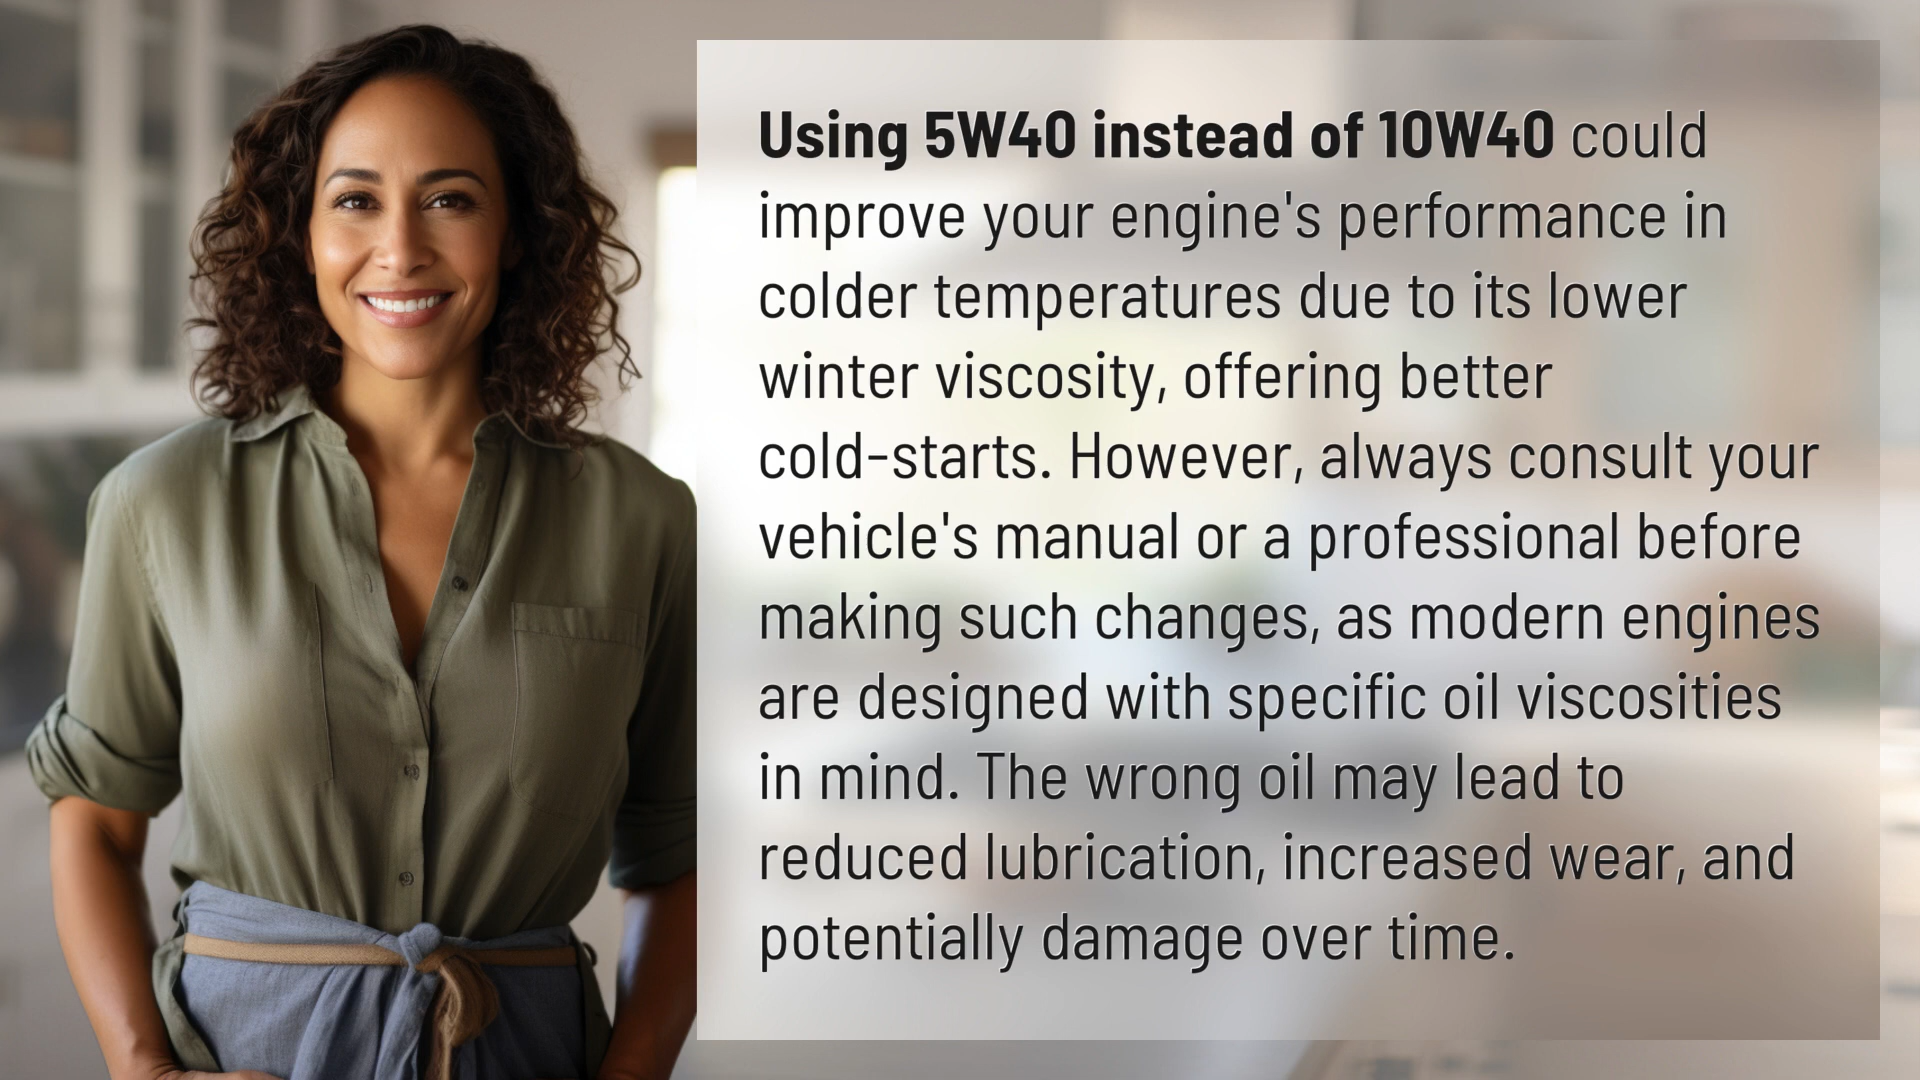 Using 5W40 instead of 10W40 could
improve your engine's performance in
colder temperatures due to its lower
winter viscosity, offering better
cold-starts. However, always consult your
vehicle's manual or a professional before
making such changes, as modern engines
are designed with specific oil viscosities
in mind. The wrong oil may lead to
reduced lubrication, increased wear, and
potentially damage over time.